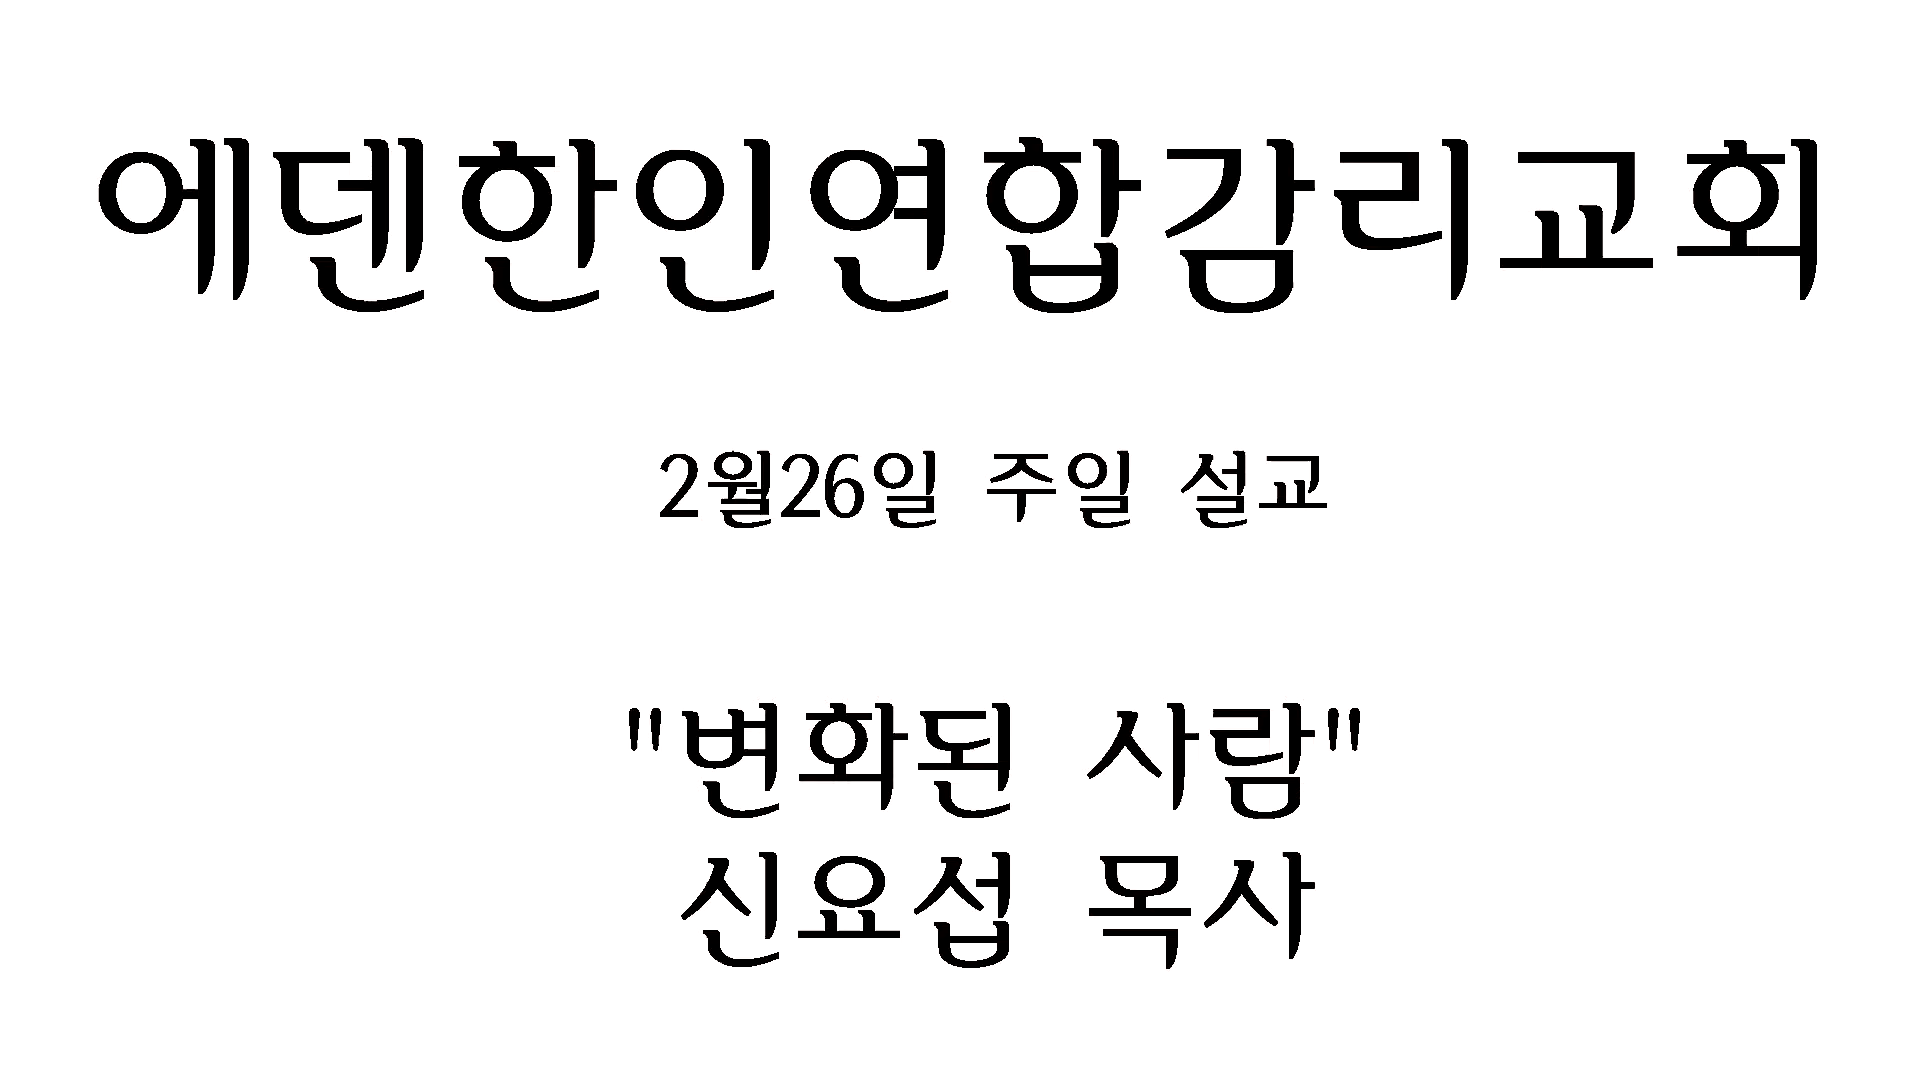 에덴한인연합감리교회
2월26일 주일 설교
"변화된 사람"
신요섭 목사